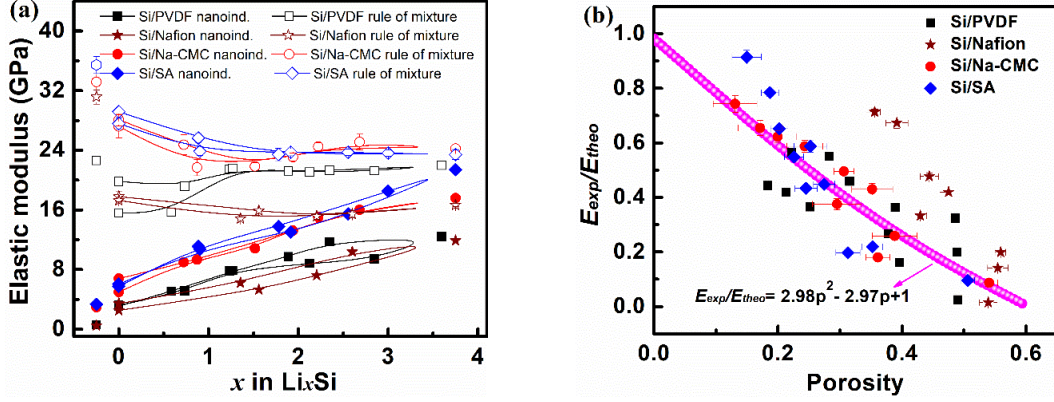 (a)
Si/PVDF nanoind. Si/PVDF rule of mixture
Si/Nafion nanoind. Si/Nafion rule of mixture
Si/Na-CMC nanoind. Si/Na-CMC rule of mixture
Si/SA nanoind. Si/SA rule of mixture
Elastic modulus (GPa)
40
32
24
16
8
0
0 1 2 3 4
x in LixSi
(b)
Si/PVDF
Si/Nafion
Si/Na-CMC
Si/SA
Eexp/Etheo
1.0
0.8
0.6
0.4
0.2
0.0
Eexp/Etheo= 2.98p2- 2.97p+1
0.0 0.2 0.4 0.6
Porosity